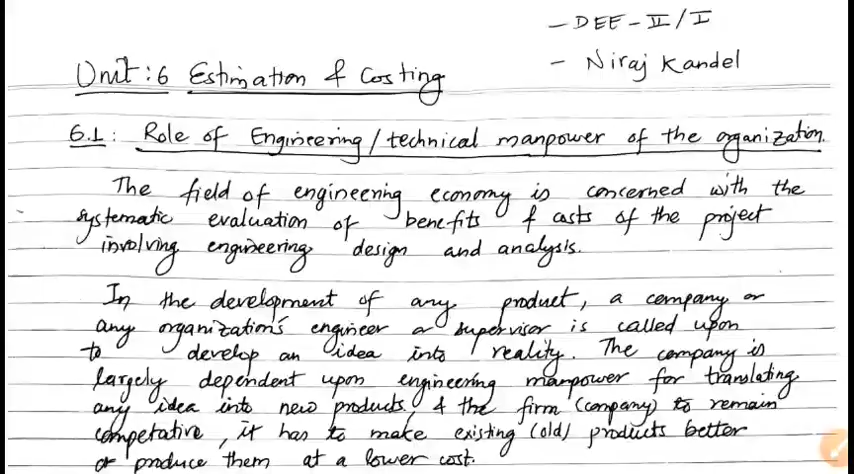 - DEE - II / I
- Niraj Kandel
Unit : 6 Estimation & Costing
6.1 : Role of Engineering / technical manpower of the organization.
The field of engineering economy is concerned with the
systematic evaluation of benefits & casts of the project
involving engineering design and analysis.
In the development of any product, a company or
any organization's engineer or supervisor is called upon
to develop an idea into reality. The company is
largely dependent upon engineering manpower for translating
any idea into new products, & the firm (company) to remain
competative, it has to make existing (old) products better
or produce them at a lower cost.